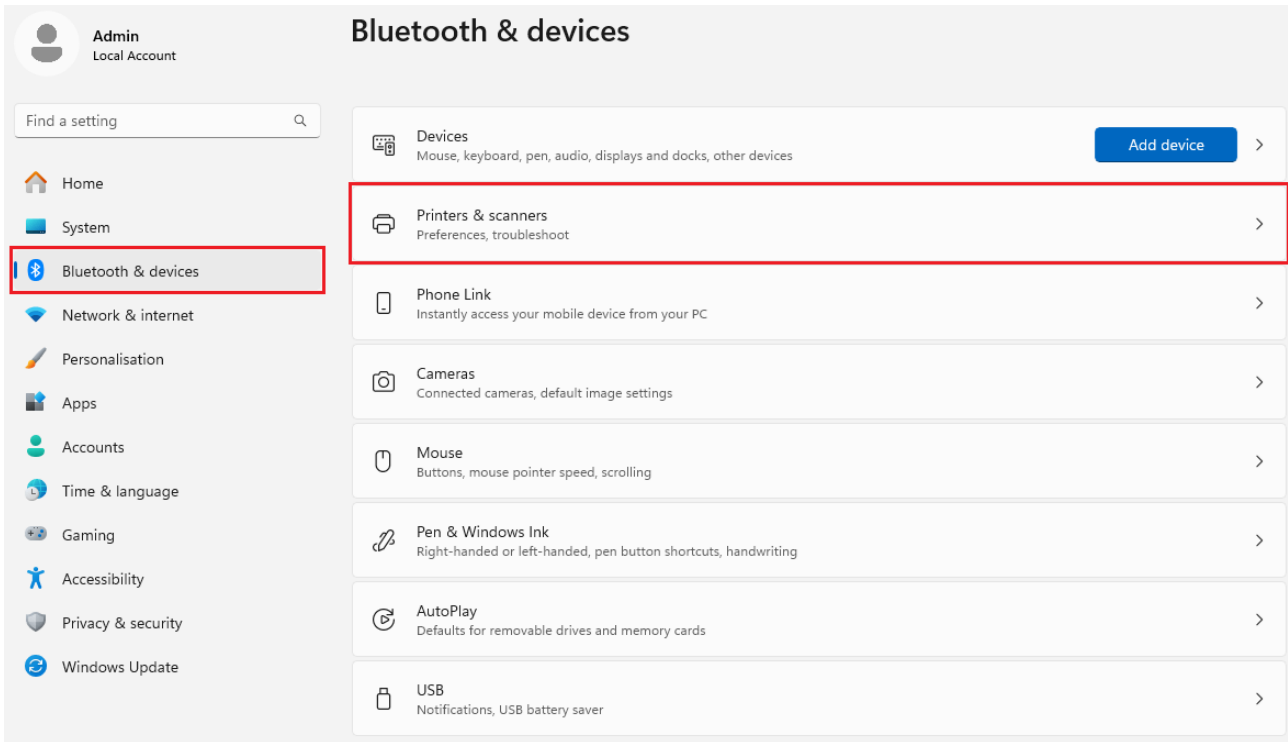 Admin
Local Account
Find a setting
Home
System
Bluetooth & devices
Network & internet
Personalisation
Apps
Accounts
Time & language
Gaming
Accessibility
Privacy & security
Windows Update
Bluetooth & devices
Devices
Mouse, keyboard, pen, audio, displays and docks, other devices
Add device
Printers & scanners
Preferences, troubleshoot
Phone Link
Instantly access your mobile device from your PC
Cameras
Connected cameras, default image settings
Mouse
Buttons, mouse pointer speed, scrolling
Pen & Windows Ink
Right-handed or left-handed, pen button shortcuts, handwriting
AutoPlay
Defaults for removable drives and memory cards
USB
Notifications, USB battery saver